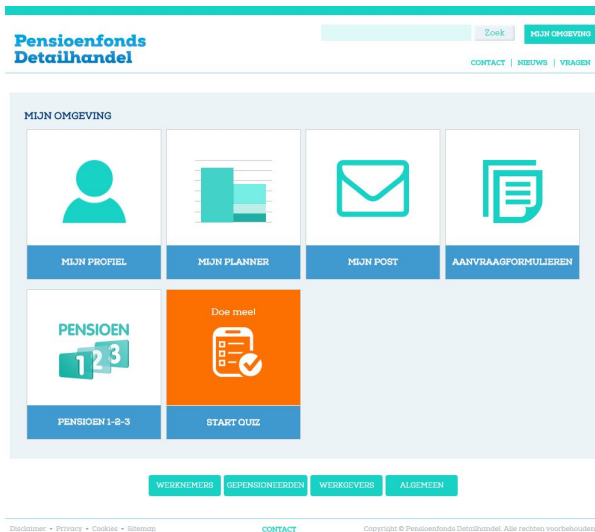 Pensioenfonds
Detailhandel
Zoek
MIJN OMGEVING
CONTACT | NIEUWS | VRAGEN
MIJN OMGEVING
MIJN PROFIEL
MIJN PLANNER
MIJN POST
AANVRAAGFORMULIEREN
PENSIOEN
1 2 3
Doe mee!
PENSIOEN 1-2-3
START QUIZ
WERKNEMERS
GEPENSIONEERDEN
WERKGEVERS
ALGEMEEN
Disclaimer • Privacy • Cookies • Sitemap
CONTACT
Copyright © Pensioenfonds Detailhandel. Alle rechten voorbehouden